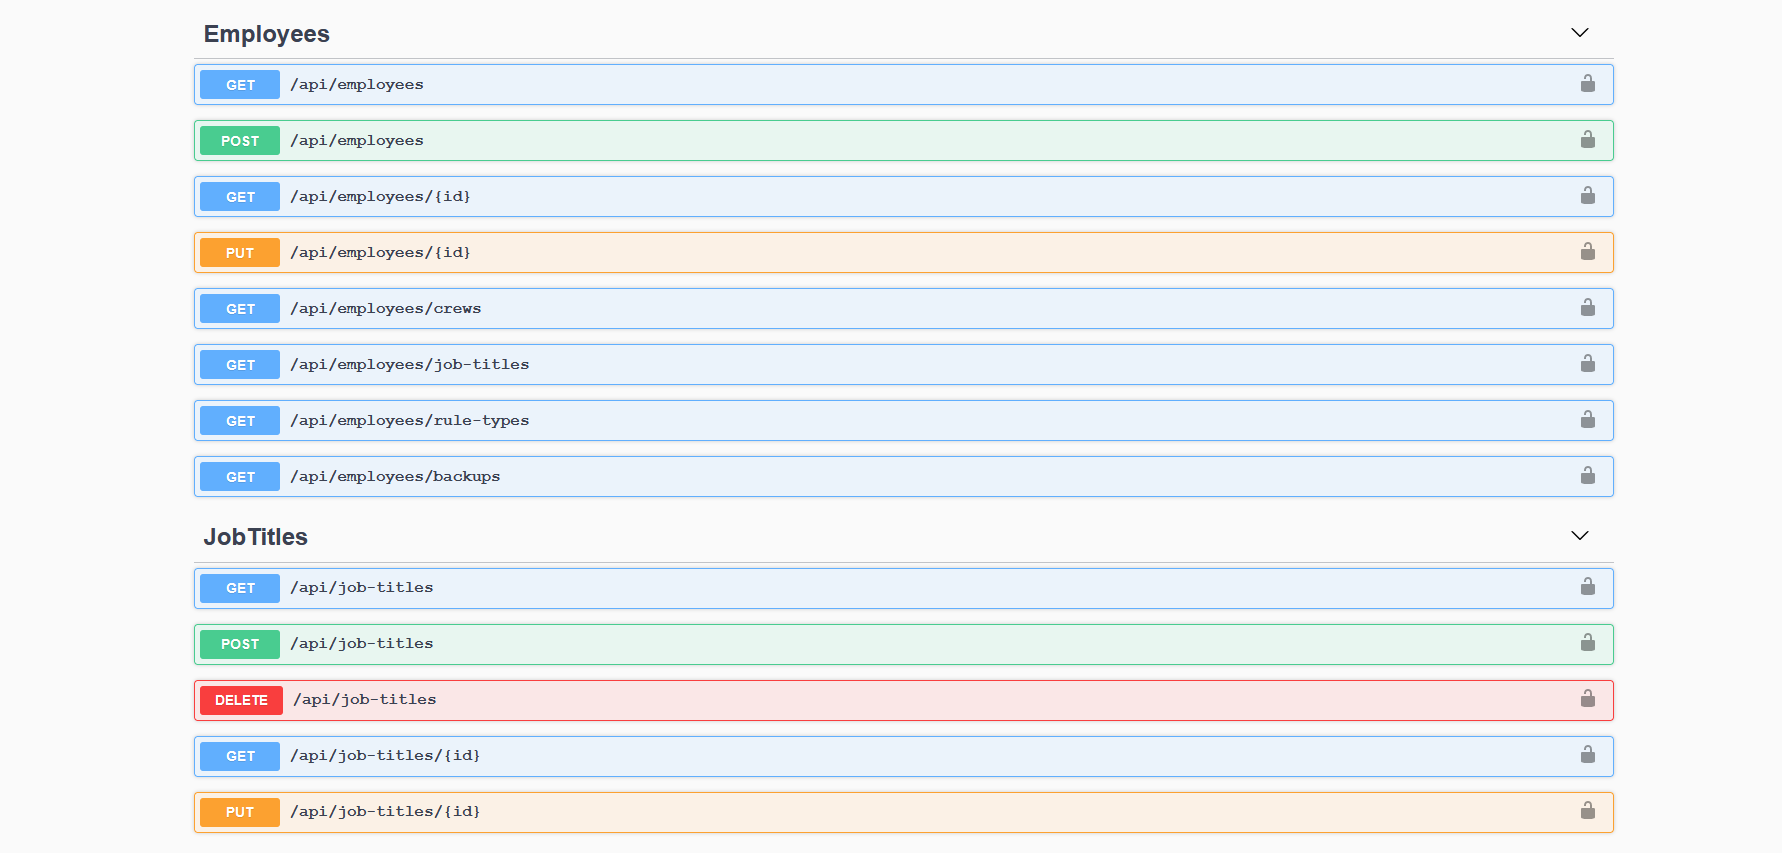 Employees
GET /api/employees
POST /api/employees
GET /api/employees/{id}
PUT /api/employees/{id}
GET /api/employees/crews
GET /api/employees/job-titles
GET /api/employees/rule-types
GET /api/employees/backups
JobTitles
GET /api/job-titles
POST /api/job-titles
DELETE /api/job-titles
GET /api/job-titles/{id}
PUT /api/job-titles/{id}